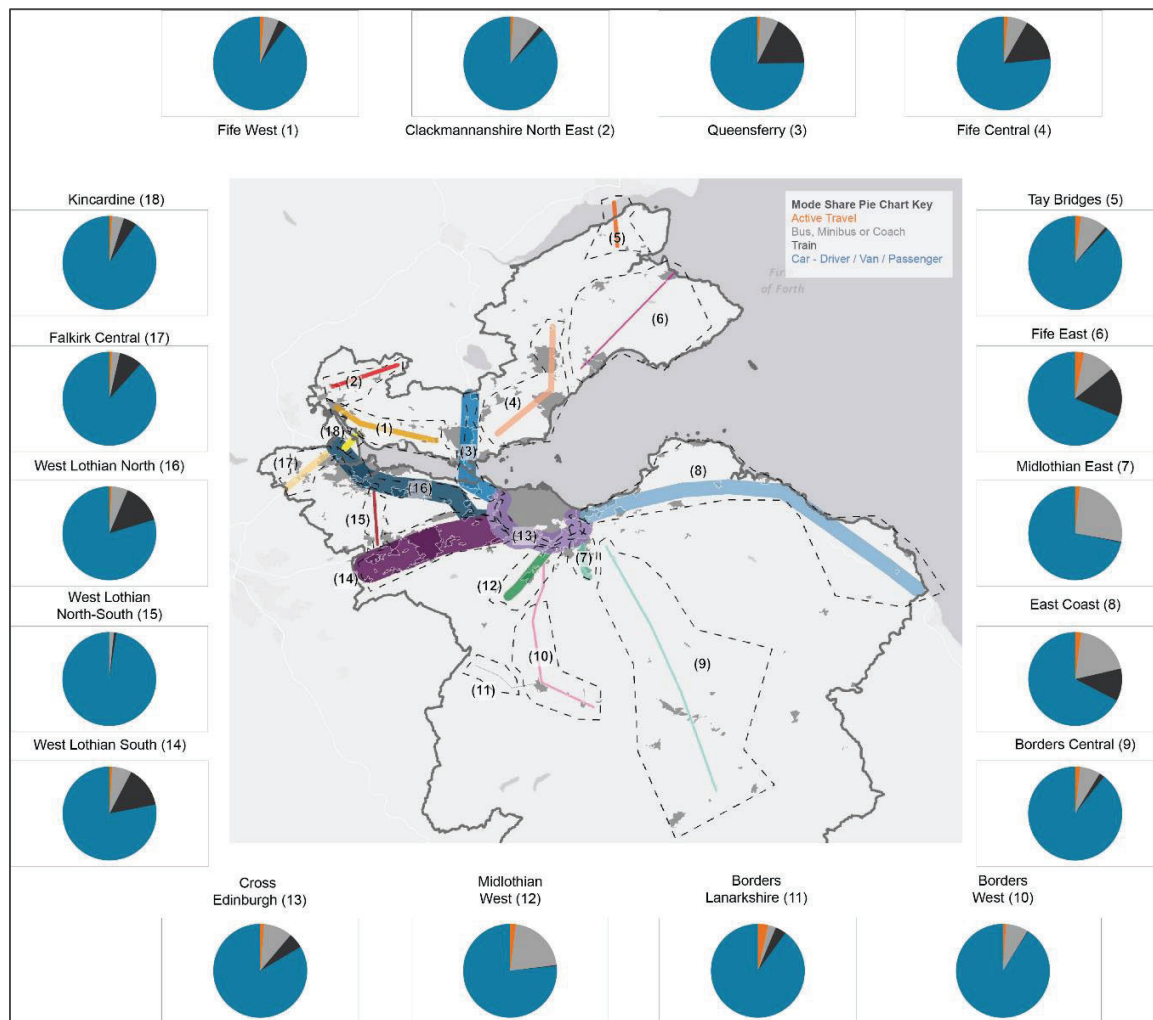 Fife West (1)
Clackmannanshire North East (2)
Queensferry (3)
Fife Central (4)
Kincardine (18)
Falkirk Central (17)
West Lothian North (16)
West Lothian
North-South (15)
West Lothian South (14)
Mode Share Pie Chart Key
Active Travel
Bus, Minibus or Coach
Train
Car - Driver / Van / Passenger
of Forth
(5)
(6)
(2)
(4)
(1)
(18)
(3)
(17)
(8)
(16)
(15)
(13)
(7)
(14)
(12)
(9)
(10)
(11)
Tay Bridges (5)
Fife East (6)
Midlothian East (7)
East Coast (8)
Borders Central (9)
Cross
Edinburgh (13)
Midlothian
West (12)
Borders
Lanarkshire (11)
Borders
West (10)